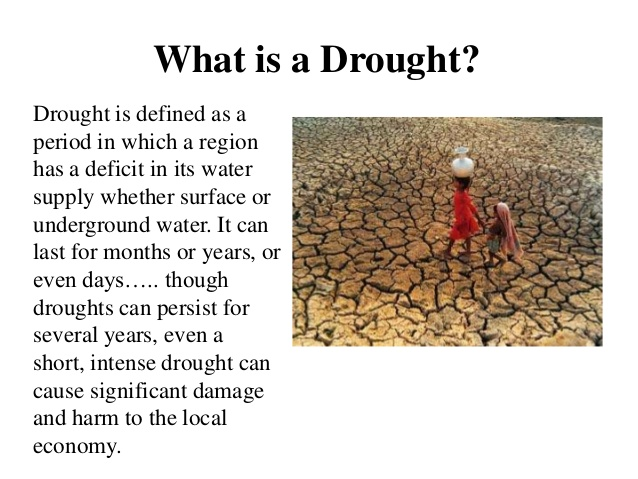 What is a Drought?
Drought is defined as a
period in which a region
has a deficit in its water
supply whether surface or
underground water. It can
last for months or years, or
even days….. though
droughts can persist for
several years, even a
short, intense drought can
cause significant damage
and harm to the local
economy.